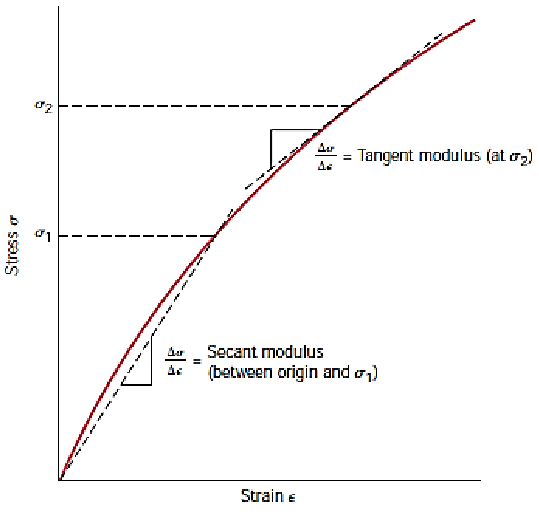 σ₂
Δσ
Δϵ
= Tangent modulus (at σ₂)
σ₁
Stress σ
Δσ
Δϵ
= Secant modulus
(between origin and σ₁)
Strain ϵ